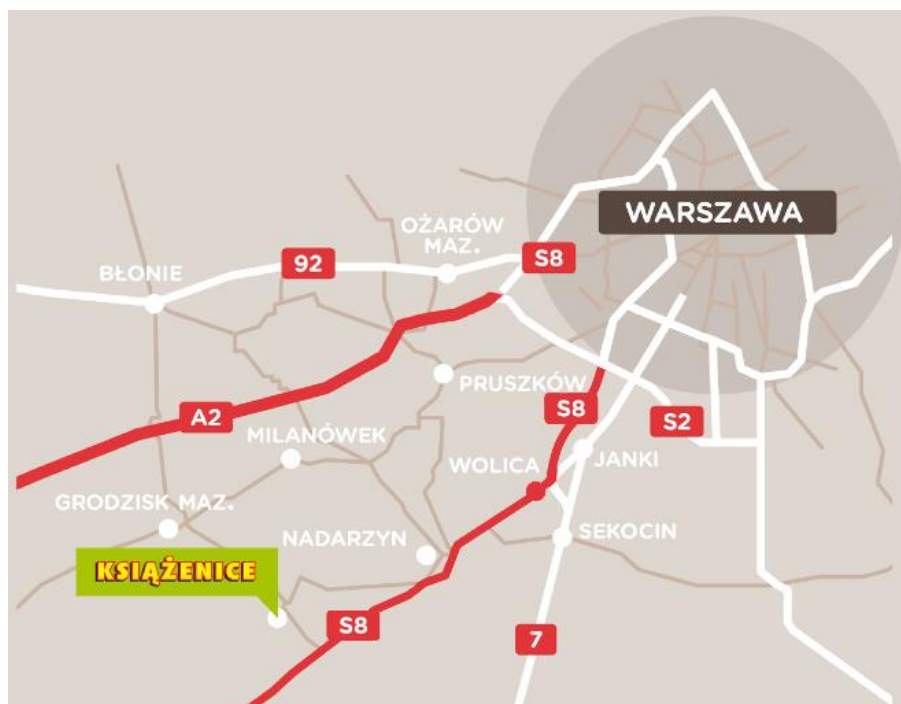 WARSZAWA
OŻARÓW
MAZ.
S8
92
BŁONIE
PRUSZKÓW
S8
A2
S2
MILANÓWEK
WOLICA
JANKI
GRODZISK MAZ.
NADARZYN
SEKOCIN
KSIĄŻENICE
S8
7